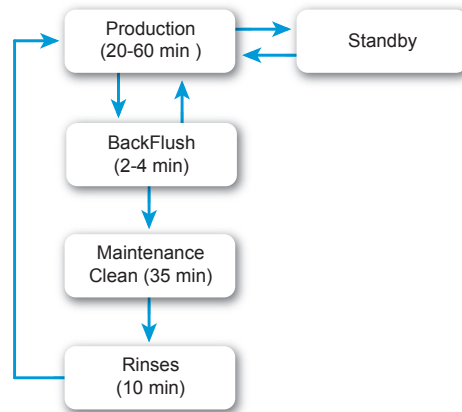 Production
(20-60 min )
Standby
BackFlush
(2-4 min)
Maintenance
Clean (35 min)
Rinses
(10 min)